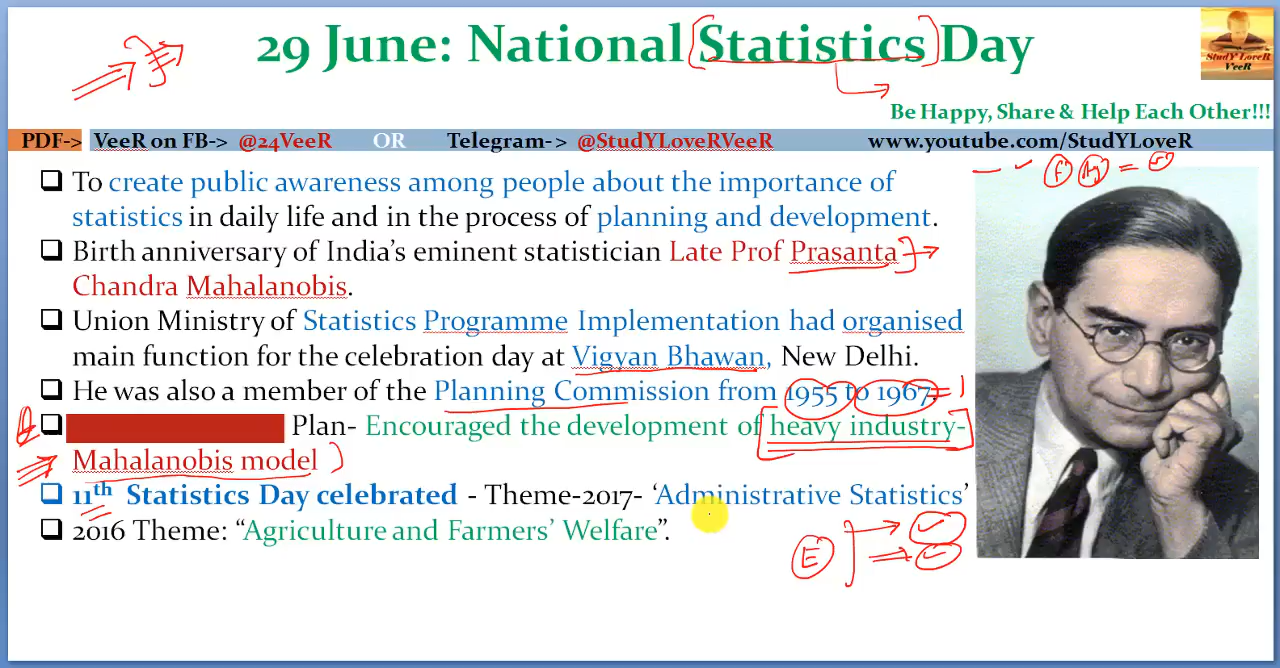 29 June: National Statistics Day
StudY LoveR
VeeR
Be Happy, Share & Help Each Other!!!
PDF-> VeeR on FB-> @24VeeR OR Telegram-> @StudYLoveRVeeR www.youtube.com/StudYLoveR
To create public awareness among people about the importance of
statistics in daily life and in the process of planning and development.
Birth anniversary of India's eminent statistician Late Prof Prasanta
Chandra Mahalanobis.
Union Ministry of Statistics Programme Implementation had organised
main function for the celebration day at Vigyan Bhawan, New Delhi.
He was also a member of the Planning Commission from 1955 to 1967.
Plan- Encouraged the development of heavy industry-
Mahalanobis model
11th Statistics Day celebrated - Theme-2017- 'Administrative Statistics'
2016 Theme: "Agriculture and Farmers' Welfare".
E